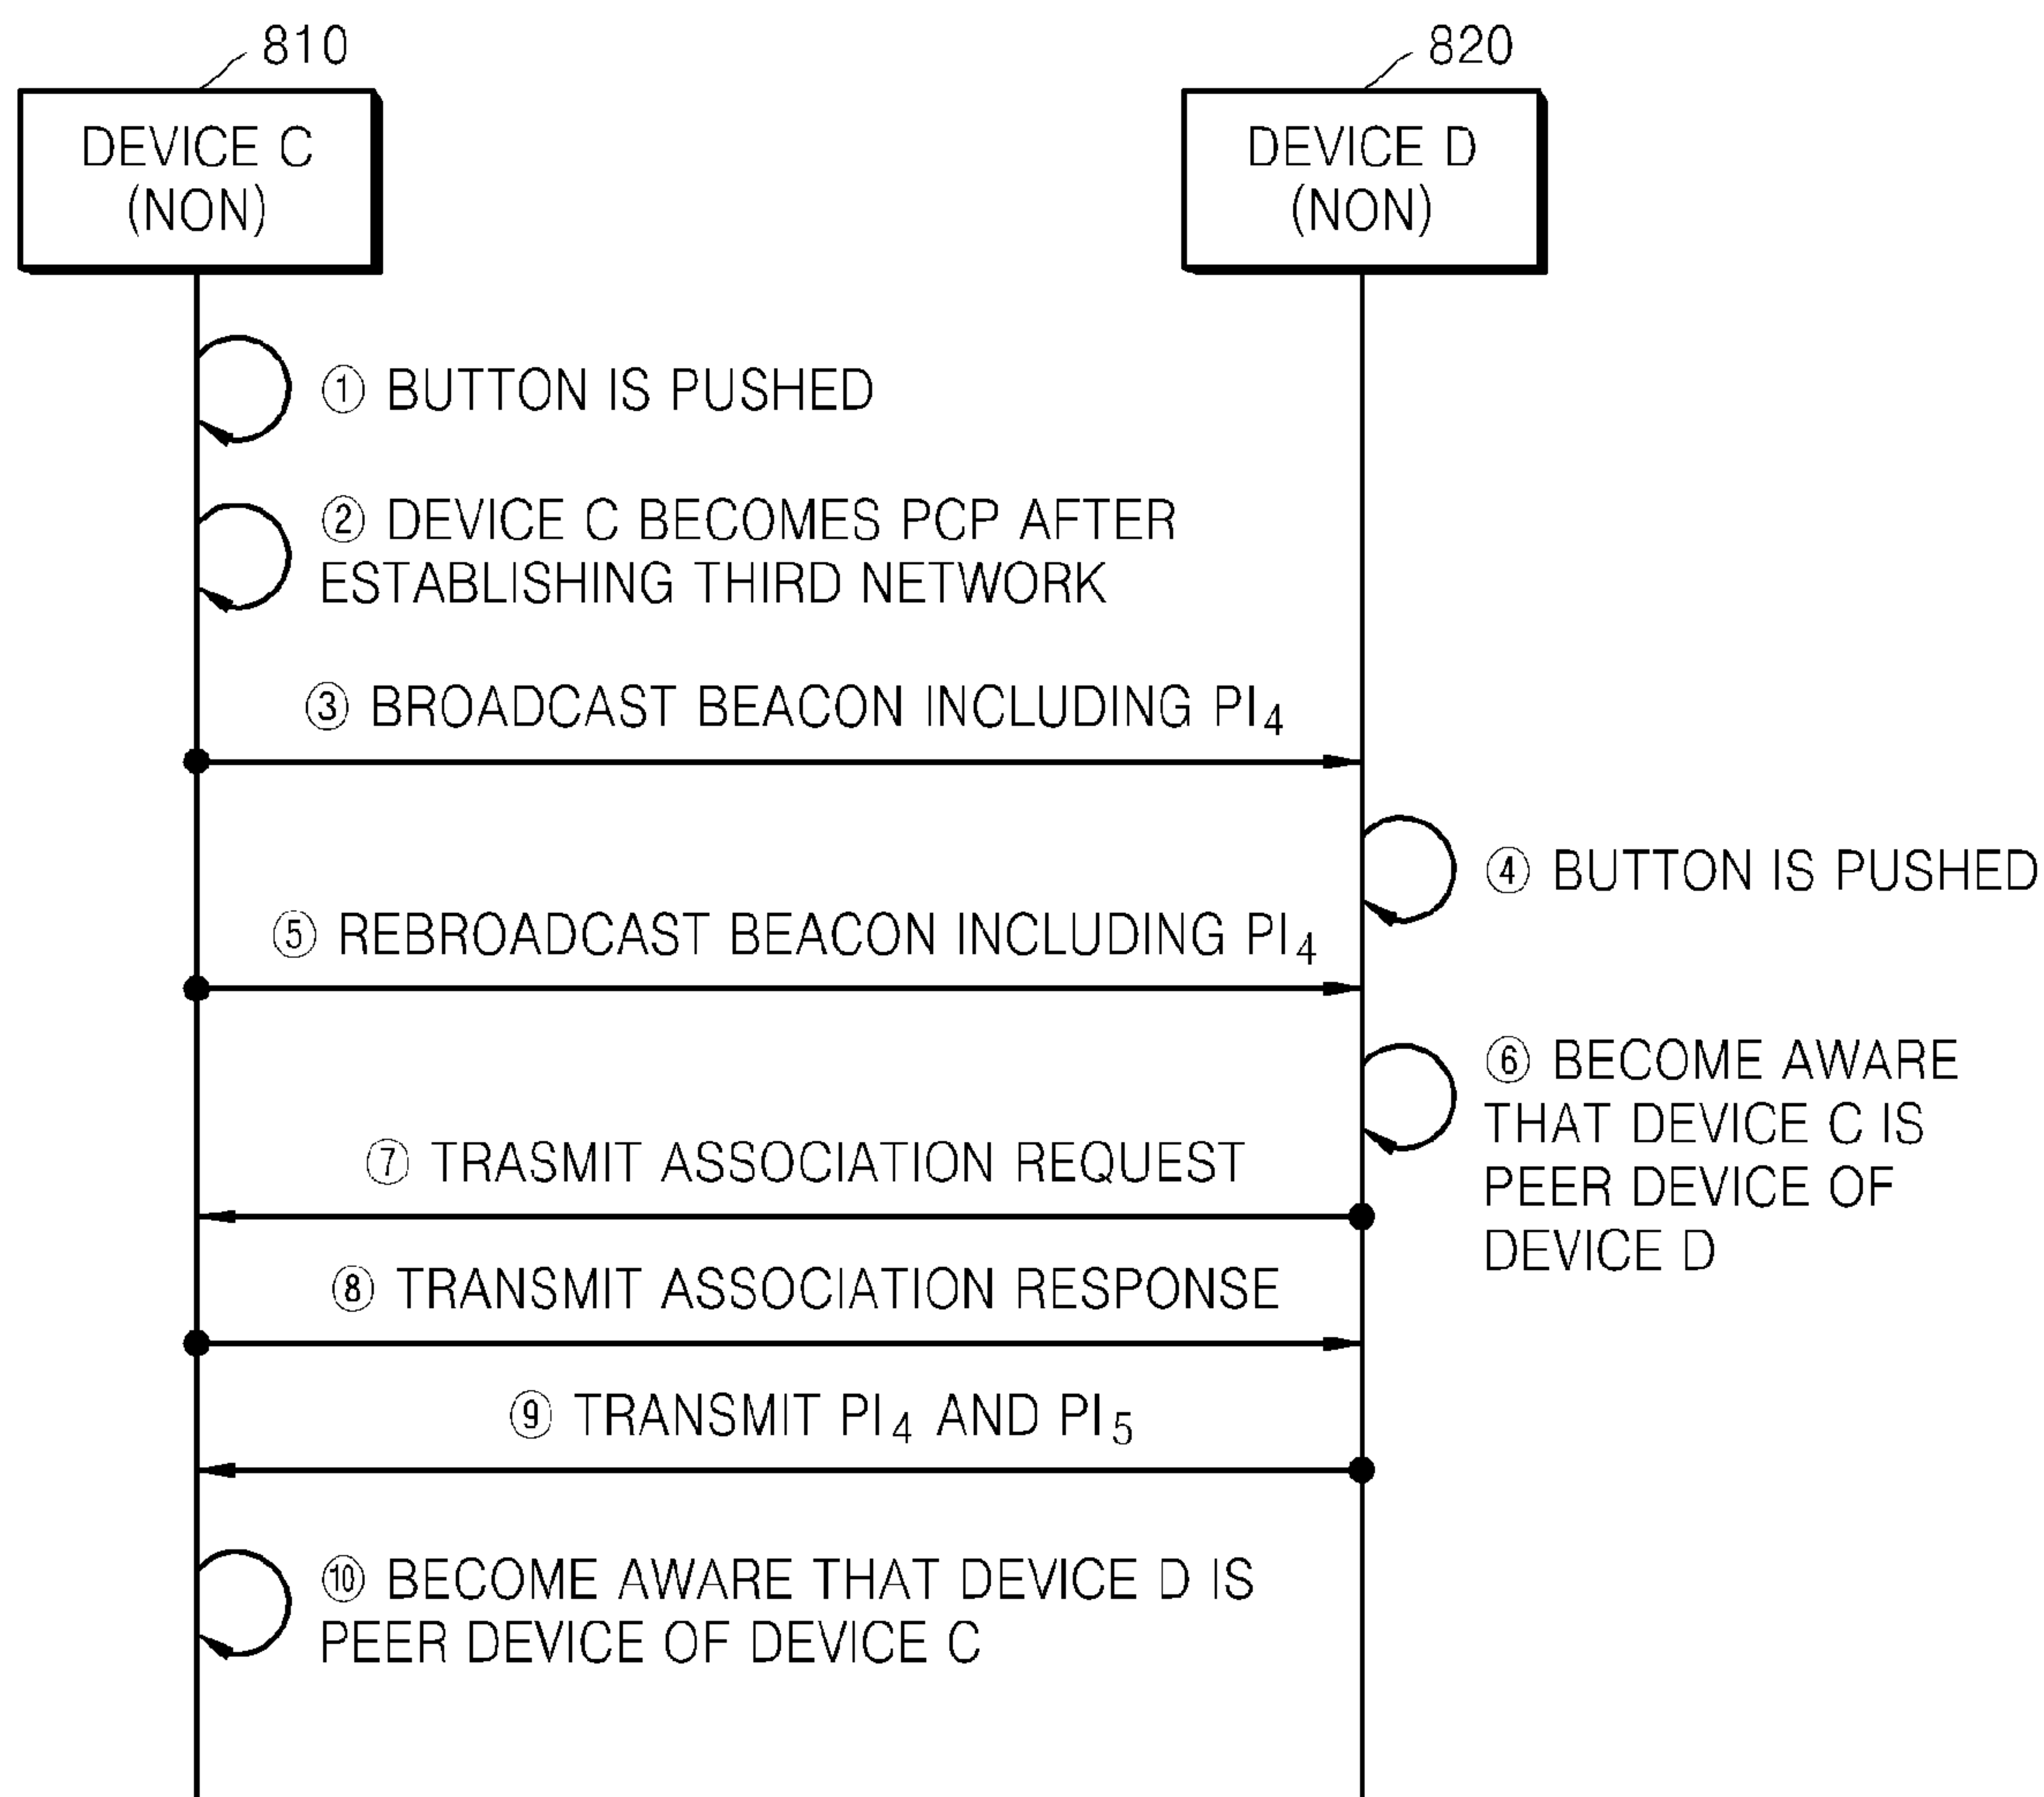 810
820
DEVICE C
(NON)
DEVICE D
(NON)
① BUTTON IS PUSHED
② DEVICE C BECOMES PCP AFTER
ESTABLISHING THIRD NETWORK
③ BROADCAST BEACON INCLUDING PI₄
④ BUTTON IS PUSHED
⑤ REBROADCAST BEACON INCLUDING PI₄
⑥ BECOME AWARE
THAT DEVICE C IS
PEER DEVICE OF
DEVICE D
⑦ TRASMIT ASSOCIATION REQUEST
⑧ TRANSMIT ASSOCIATION RESPONSE
⑨ TRANSMIT PI₄ AND PI₅
⑩ BECOME AWARE THAT DEVICE D IS
PEER DEVICE OF DEVICE C